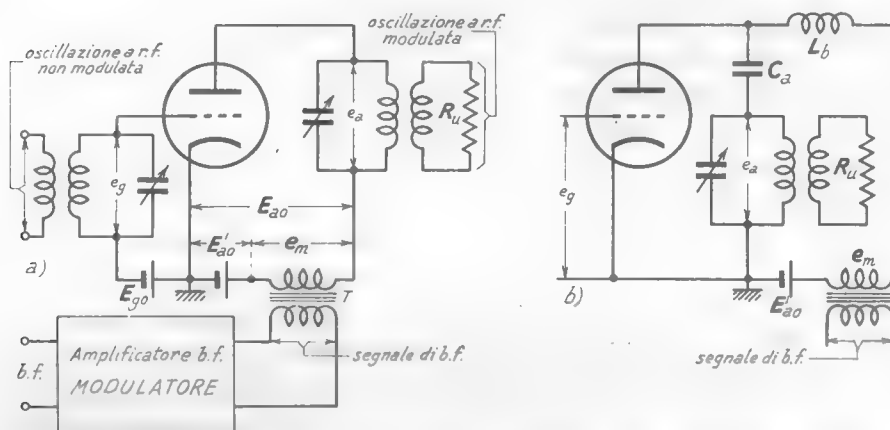 oscillazione a r.f.
non modulata
oscillazione a r.f.
modulata
L_b
C_a
e_a
R_u
e_g
e_a
R_u
e_g
E_ao
E'_ao
e_m
a)
E_go
T
b)
E'_ao
e_m
b.f.
Amplificatore b.f.
MODULATORE
segnale di b.f.
segnale di b.f.